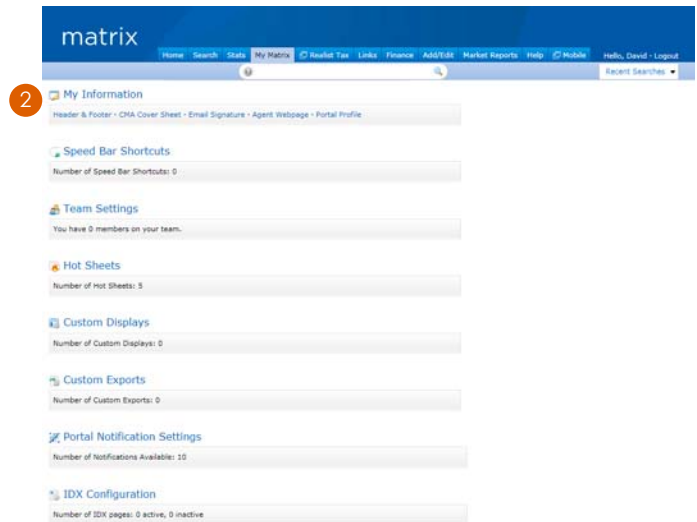 matrix
Home Search Stats My Matrix Realist Tax Links Finance Add/Edit Market Reports Help Mobile Hello, David - Logout
Recent Searches
2
My Information
Header & Footer - CMA Cover Sheet - Email Signature - Agent Webpage - Portal Profile
Speed Bar Shortcuts
Number of Speed Bar Shortcuts: 0
Team Settings
You have 0 members on your team.
Hot Sheets
Number of Hot Sheets: 5
Custom Displays
Number of Custom Displays: 0
Custom Exports
Number of Custom Exports: 0
Portal Notification Settings
Number of Notifications Available: 10
IDX Configuration
Number of IDX pages: 0 active, 0 inactive